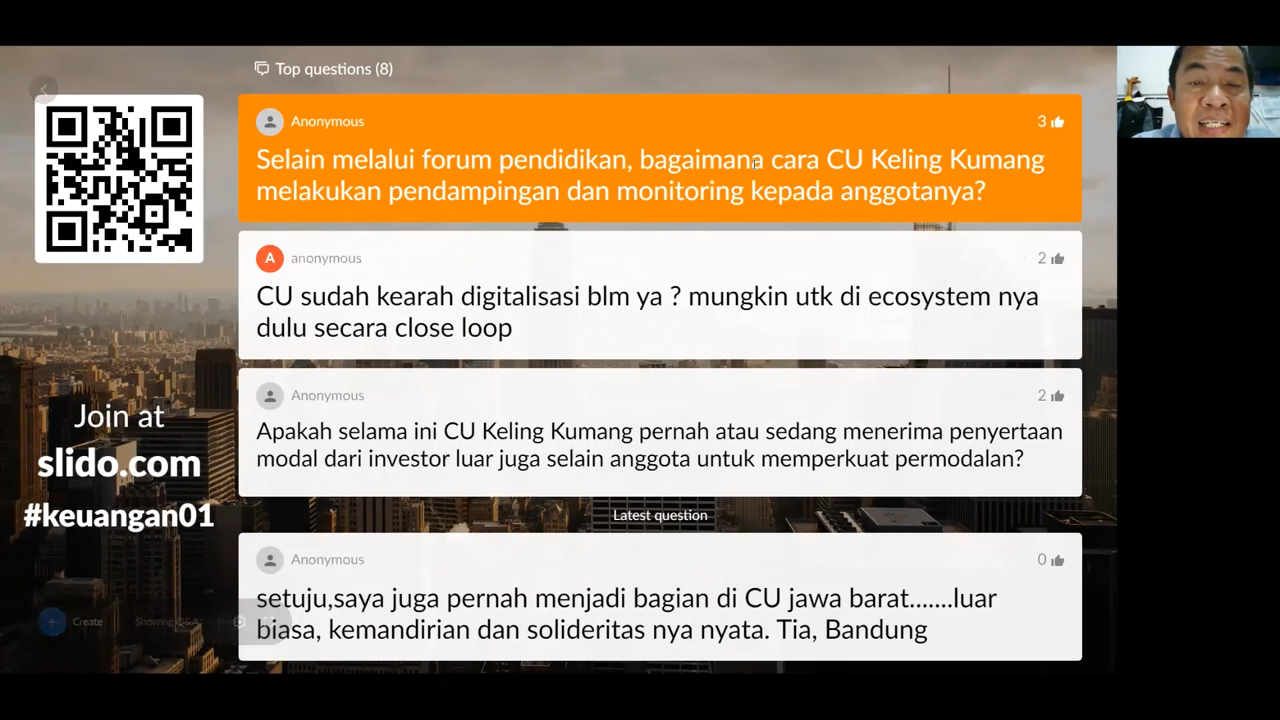 Top questions (8)
Anonymous
3
Selain melalui forum pendidikan, bagaimana cara CU Keling Kumang
melakukan pendampingan dan monitoring kepada anggotanya?
A
anonymous
2
CU sudah kearah digitalisasi blm ya ? mungkin utk di ecosystem nya
dulu secara close loop
Anonymous
2
Apakah selama ini CU Keling Kumang pernah atau sedang menerima penyertaan
modal dari investor luar juga selain anggota untuk memperkuat permodalan?
Latest question
Anonymous
0
setuju,saya juga pernah menjadi bagian di CU jawa barat.......luar
biasa, kemandirian dan solideritas nya nyata. Tia, Bandung
Join at
slido.com
#keuangan01
Create
Showing Q&A